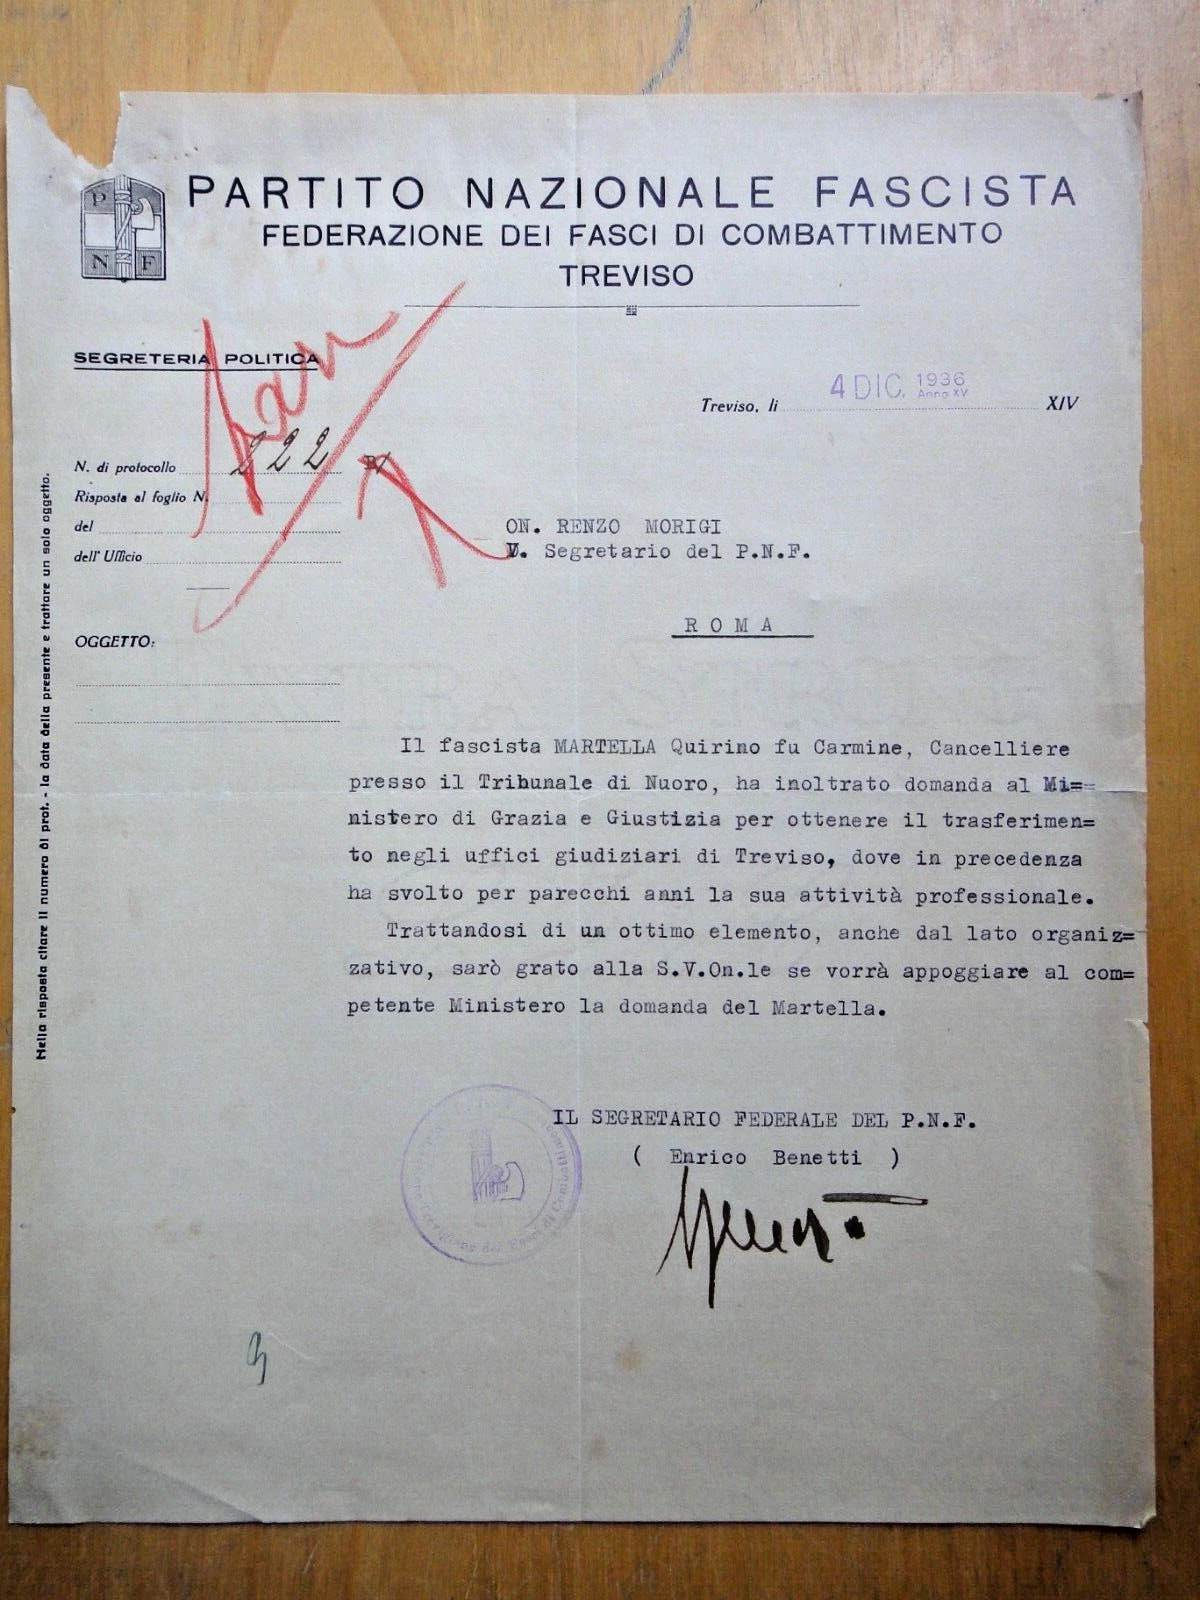 P N F
PARTITO NAZIONALE FASCISTA
FEDERAZIONE DEI FASCI DI COMBATTIMENTO
TREVISO
SEGRETERIA POLITICA
Treviso, li 4 DIC. 1936 Anno XV XIV
N. di protocollo 222
Risposta al foglio N.
del
dell' Ufficio
OGGETTO:
ON. RENZO MORIGI
V. Segretario del P.N.F.
ROMA
Il fascista MARTELLA Quirino fu Carmine, Cancelliere
presso il Tribunale di Nuoro, ha inoltrato domanda al Mi=
nistero di Grazia e Giustizia per ottenere il trasferimen=
to negli uffici giudiziari di Treviso, dove in precedenza
ha svolto per parecchi anni la sua attività professionale.
Trattandosi di un ottimo elemento, anche dal lato organiz=
zativo, sarò grato alla S.V.On.le se vorrà appoggiare al com=
petente Ministero la domanda del Martella.
IL SEGRETARIO FEDERALE DEL P.N.F.
( Enrico Benetti )
Nella risposta citare il numero di prot. - la data della presente e trattare un solo oggetto.